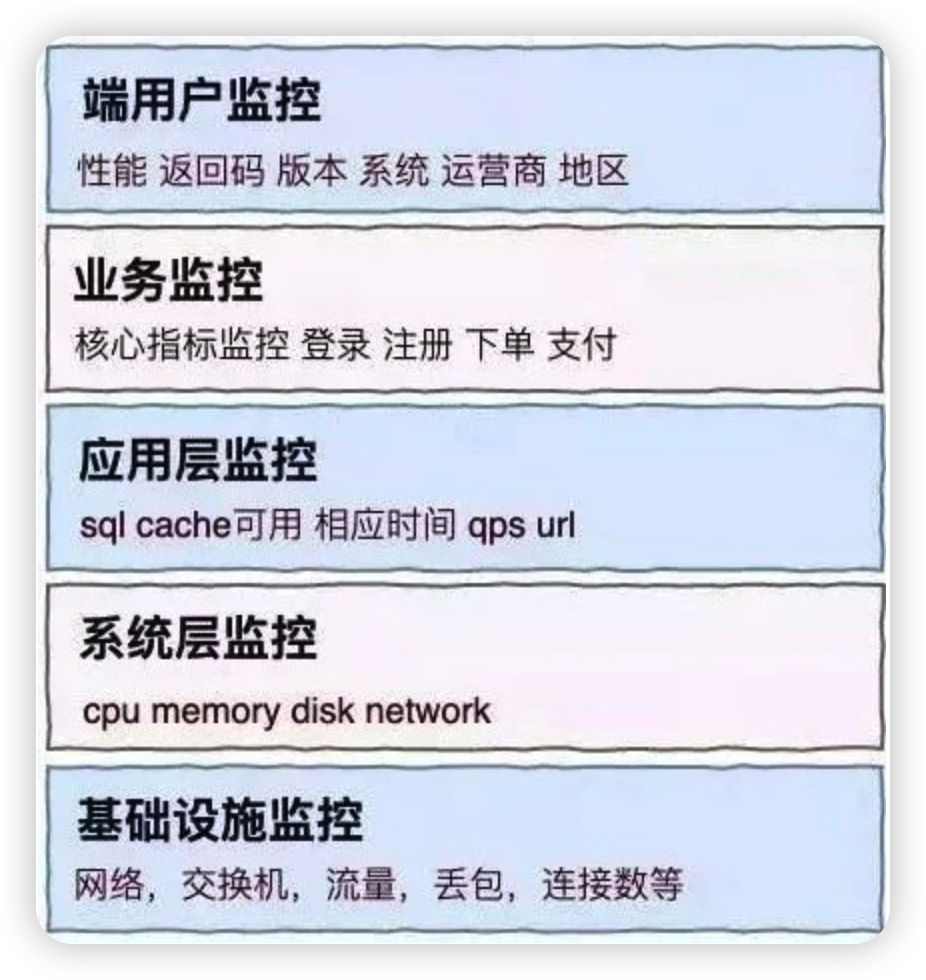 端用户监控
性能 返回码 版本 系统 运营商 地区
业务监控
核心指标监控 登录 注册 下单 支付
应用层监控
sql cache可用 相应时间 qps url
系统层监控
cpu memory disk network
基础设施监控
网络，交换机，流量，丢包，连接数等